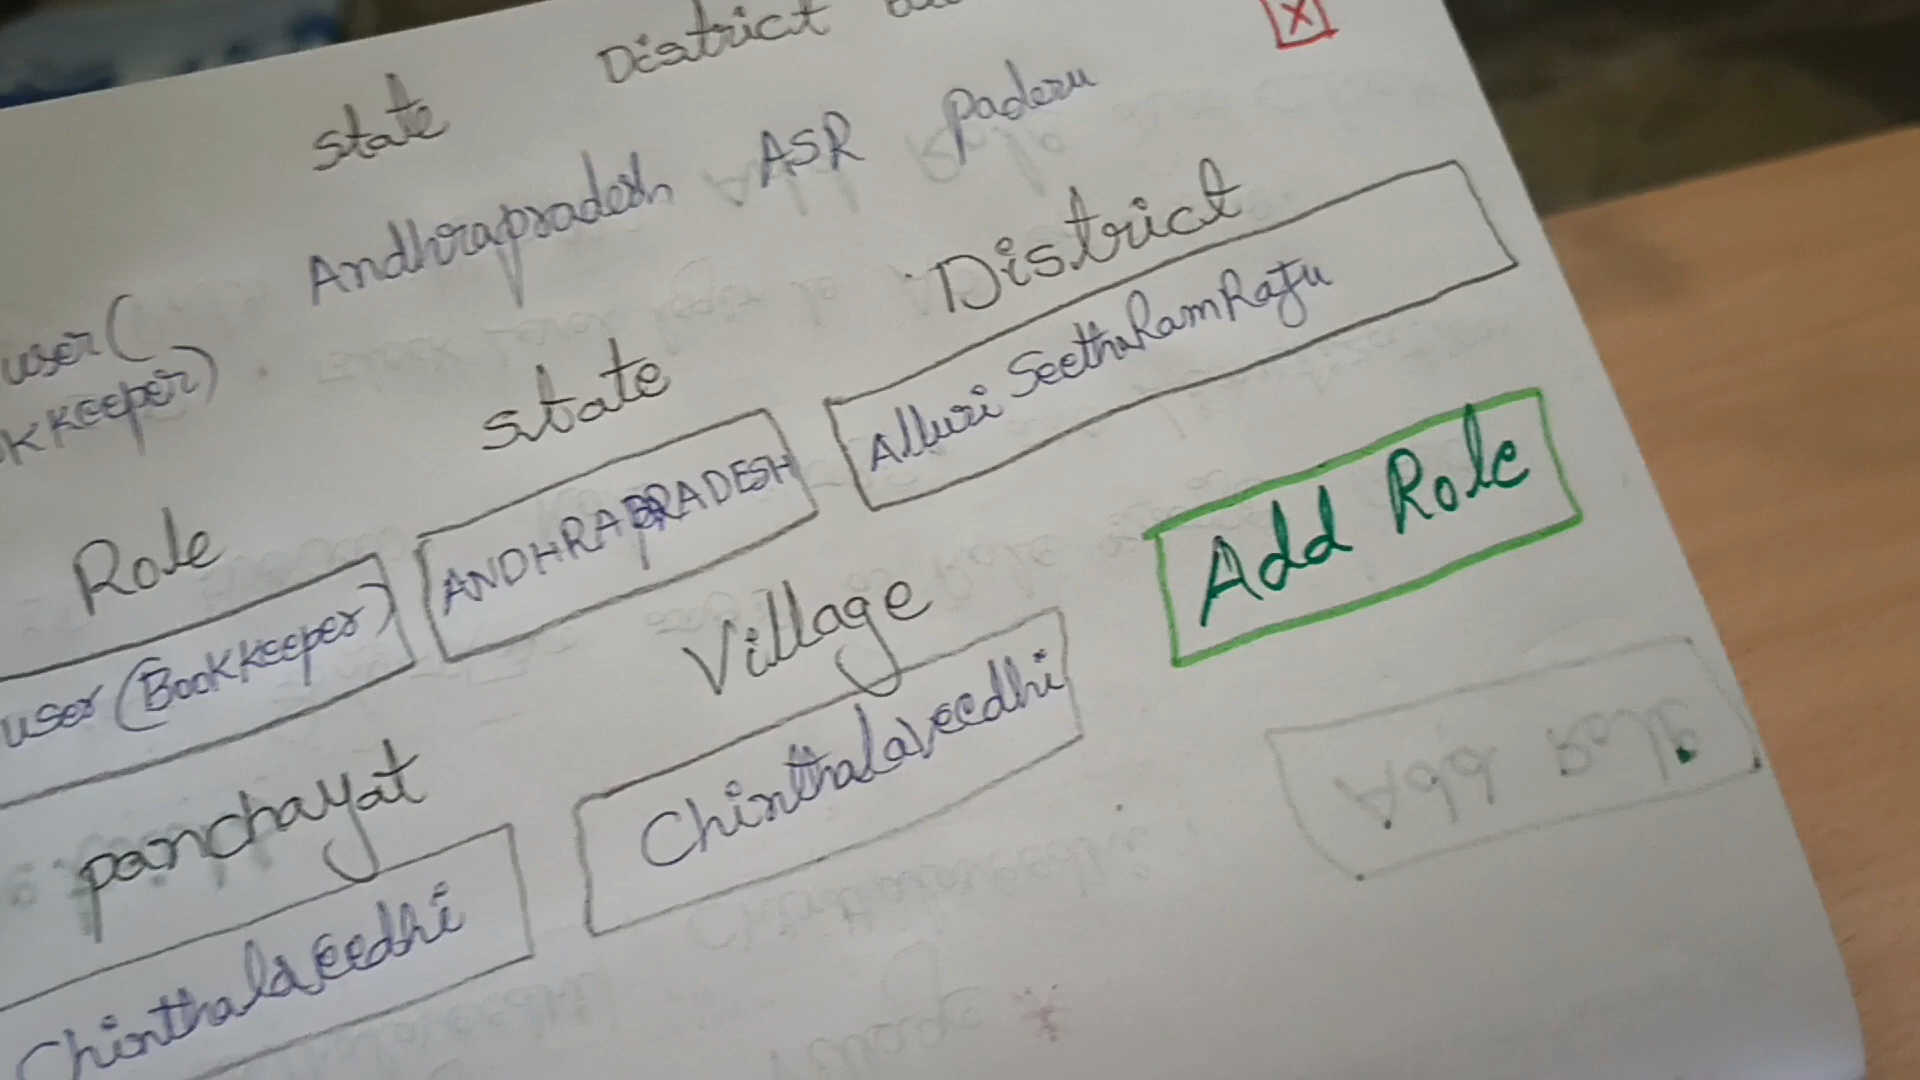 State District
Andhrapradesh ASR Paderu
X
user(
kkeeper)
State District
ANDHRAPRADESH Alluri SeethaRamRaju
Role
user (Bookkeeper)
Village Add Role
Chinthalaveedhi
panchayat
Chinthalaveedhi